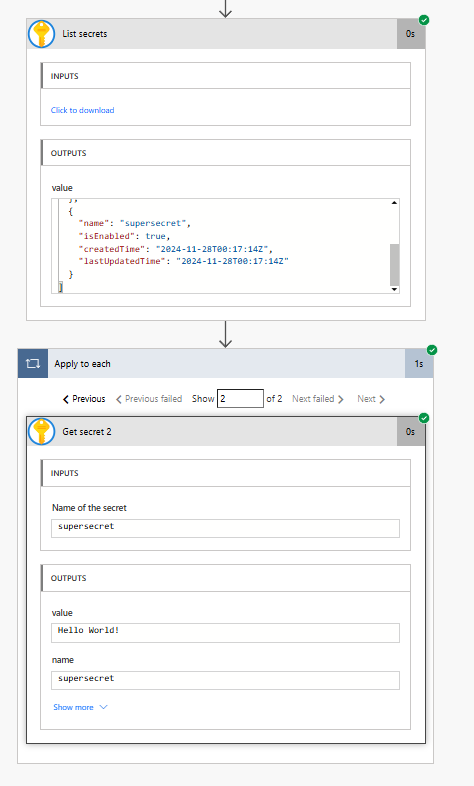 List secrets
0s
INPUTS
Click to download
OUTPUTS
value
},
{
"name": "supersecret",
"isEnabled": true,
"createdTime": "2024-11-28T00:17:14Z",
"lastUpdatedTime": "2024-11-28T00:17:14Z"
}
]
Apply to each
1s
Previous Previous failed Show 2 of 2 Next failed Next
Get secret 2
0s
INPUTS
Name of the secret
supersecret
OUTPUTS
value
Hello World!
name
supersecret
Show more